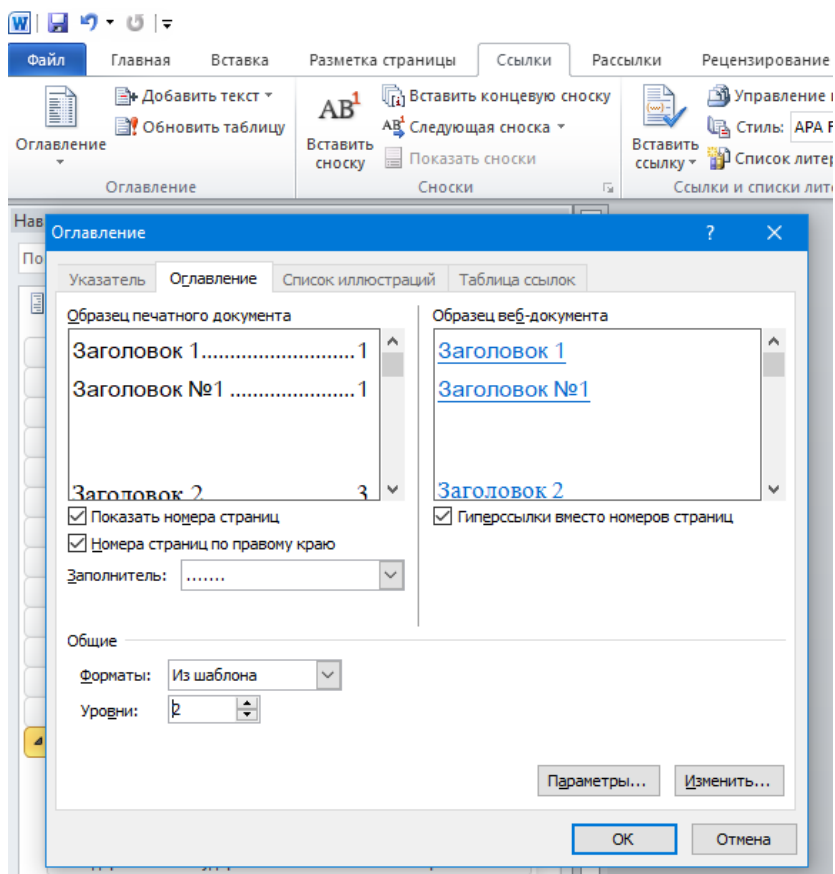 Файл Главная Вставка Разметка страницы Ссылки Рассылки Рецензирование
Оглавление
Добавить текст
Обновить таблицу
Оглавление
AB1
Вставить сноску
Вставить концевую сноску
AB1 Следующая сноска
Показать сноски
Сноски
Вставить ссылку
Управление
Стиль: APA
Список
Ссылки и списки
Оглавление ?
Указатель Оглавление Список иллюстраций Таблица ссылок
Образец печатного документа
Заголовок 1............................1
Заголовок №1......................1
Заголовок 2 3
Показать номера страниц
Номера страниц по правому краю
Заполнитель: .......
Образец веб-документа
Заголовок 1
Заголовок №1
Заголовок 2
Гиперссылки вместо номеров страниц
Общие
Форматы: Из шаблона
Уровни: 2
Параметры... Изменить...
ОК Отмена